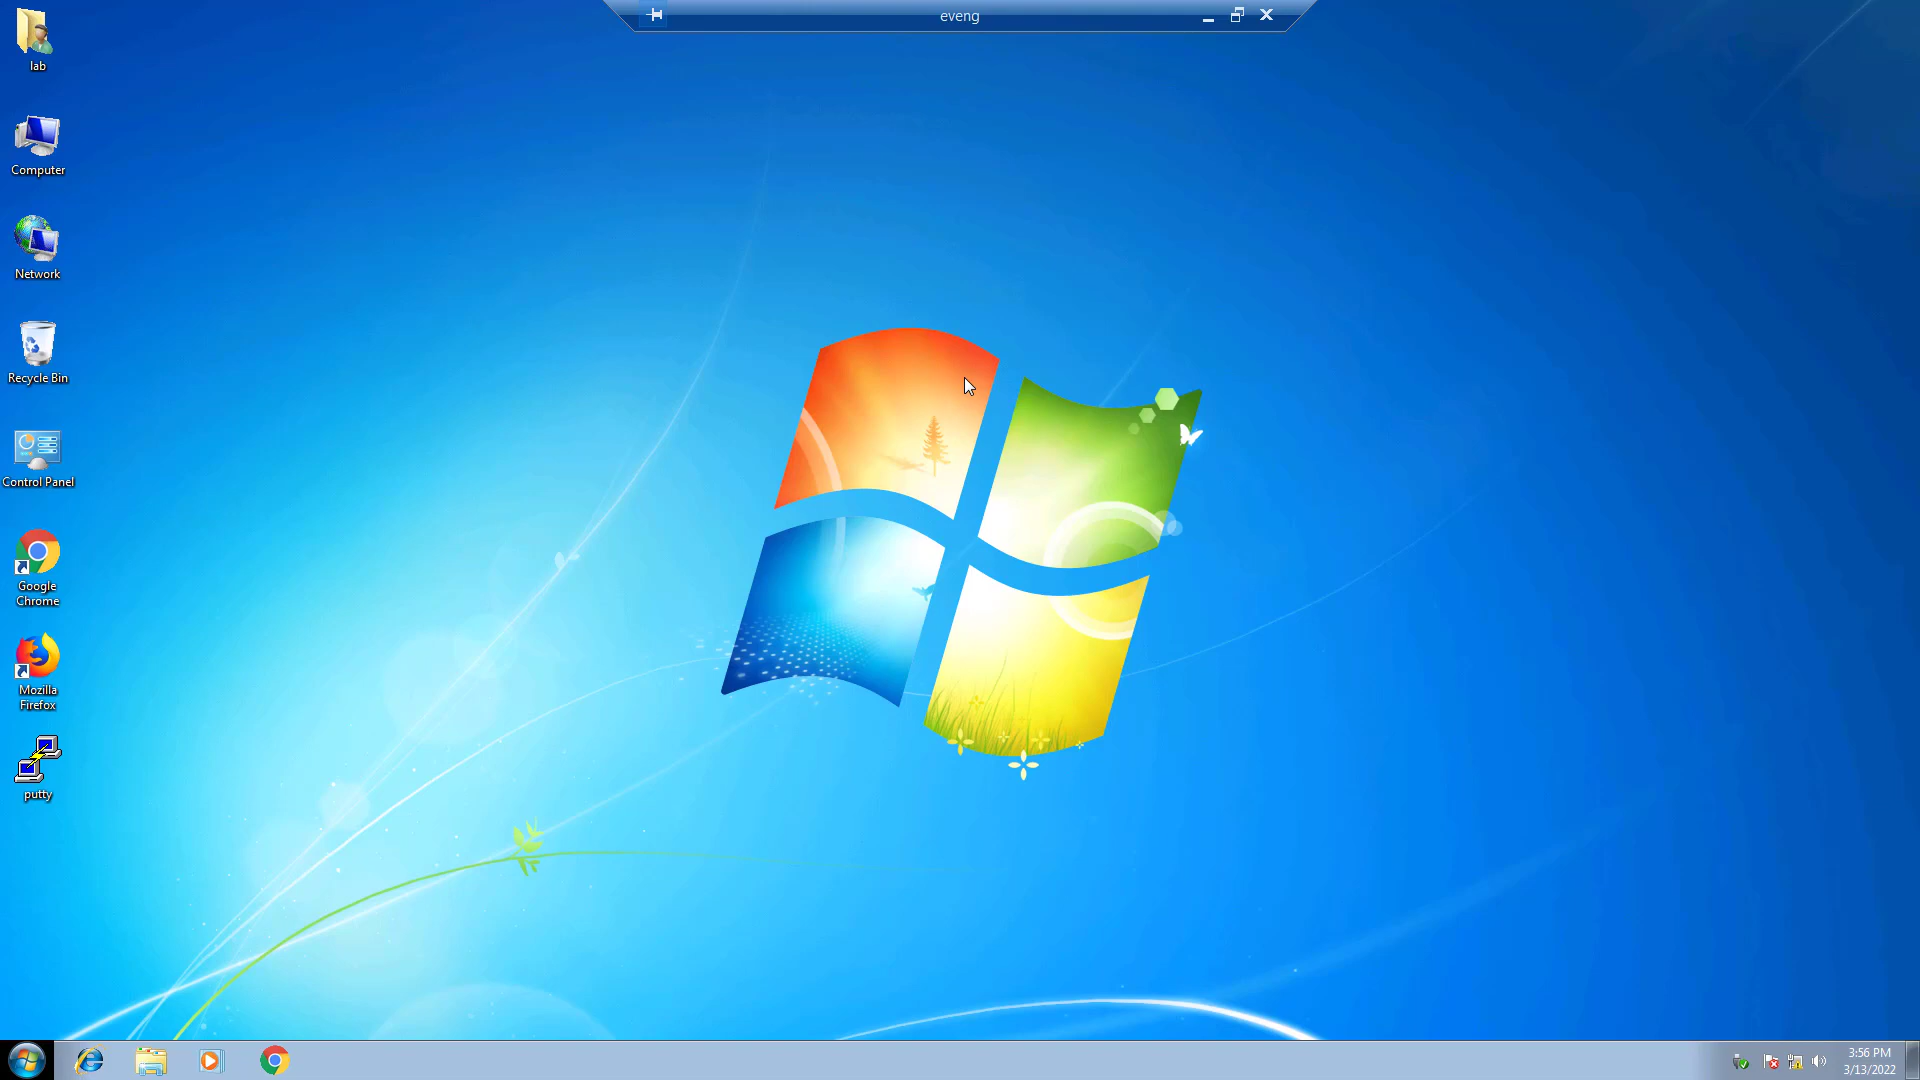 eveng
lab
Computer
Network
Recycle Bin
Control Panel
Google
Chrome
Mozilla
Firefox
putty
3:56 PM
3/13/2022